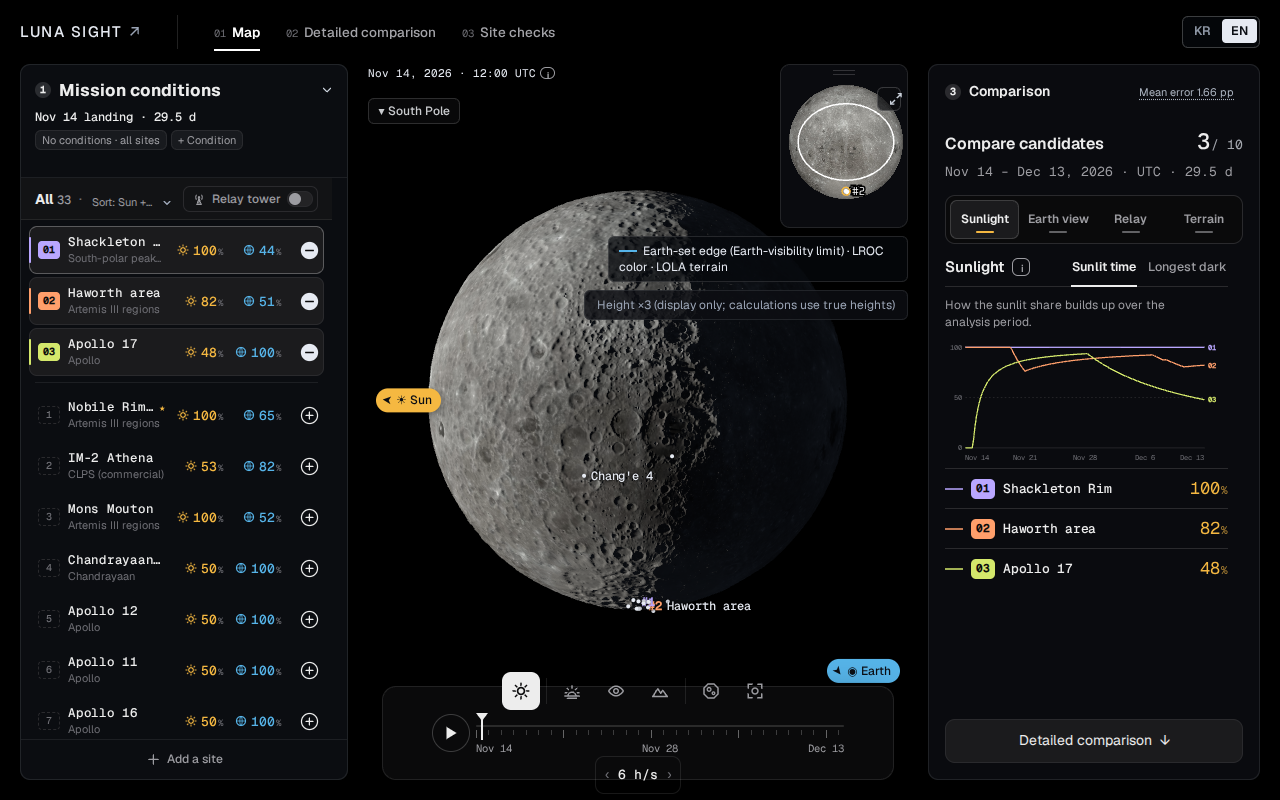 LUNA SIGHT ↗
01 Map
02 Detailed comparison
03 Site checks
KR EN
1 Mission conditions
Nov 14 landing · 29.5 d
No conditions · all sites
+ Condition
All 33 · Sort: Sun +…
Relay tower
01 Shackleton … 100% 44%
South-polar peak…
02 Haworth area 82% 51%
Artemis III regions
03 Apollo 17 48% 100%
Apollo
1 Nobile Rim… ★ 100% 65%
Artemis III regions
2 IM-2 Athena 53% 82%
CLPS (commercial)
3 Mons Mouton 100% 52%
Artemis III regions
4 Chandrayaan… 50% 100%
Chandrayaan
5 Apollo 12 50% 100%
Apollo
6 Apollo 11 50% 100%
Apollo
7 Apollo 16 50% 100%
Apollo
+ Add a site
Nov 14, 2026 · 12:00 UTC i
▾ South Pole
#2
Earth-set edge (Earth-visibility limit) · LROC
color · LOLA terrain
Height ×3 (display only; calculations use true heights)
☀ Sun
Chang'e 4
Haworth area
◉ Earth
Nov 14
Nov 28
Dec 13
‹ 6 h/s ›
3 Comparison
Mean error 1.66 pp
Compare candidates
3/ 10
Nov 14 – Dec 13, 2026 · UTC · 29.5 d
Sunlight
Earth view
Relay
Terrain
Sunlight i
Sunlit time
Longest dark
How the sunlit share builds up over the
analysis period.
100
50
0
01
02
03
Nov 14
Nov 21
Nov 28
Dec 6
Dec 13
01 Shackleton Rim 100%
02 Haworth area 82%
03 Apollo 17 48%
Detailed comparison ↓